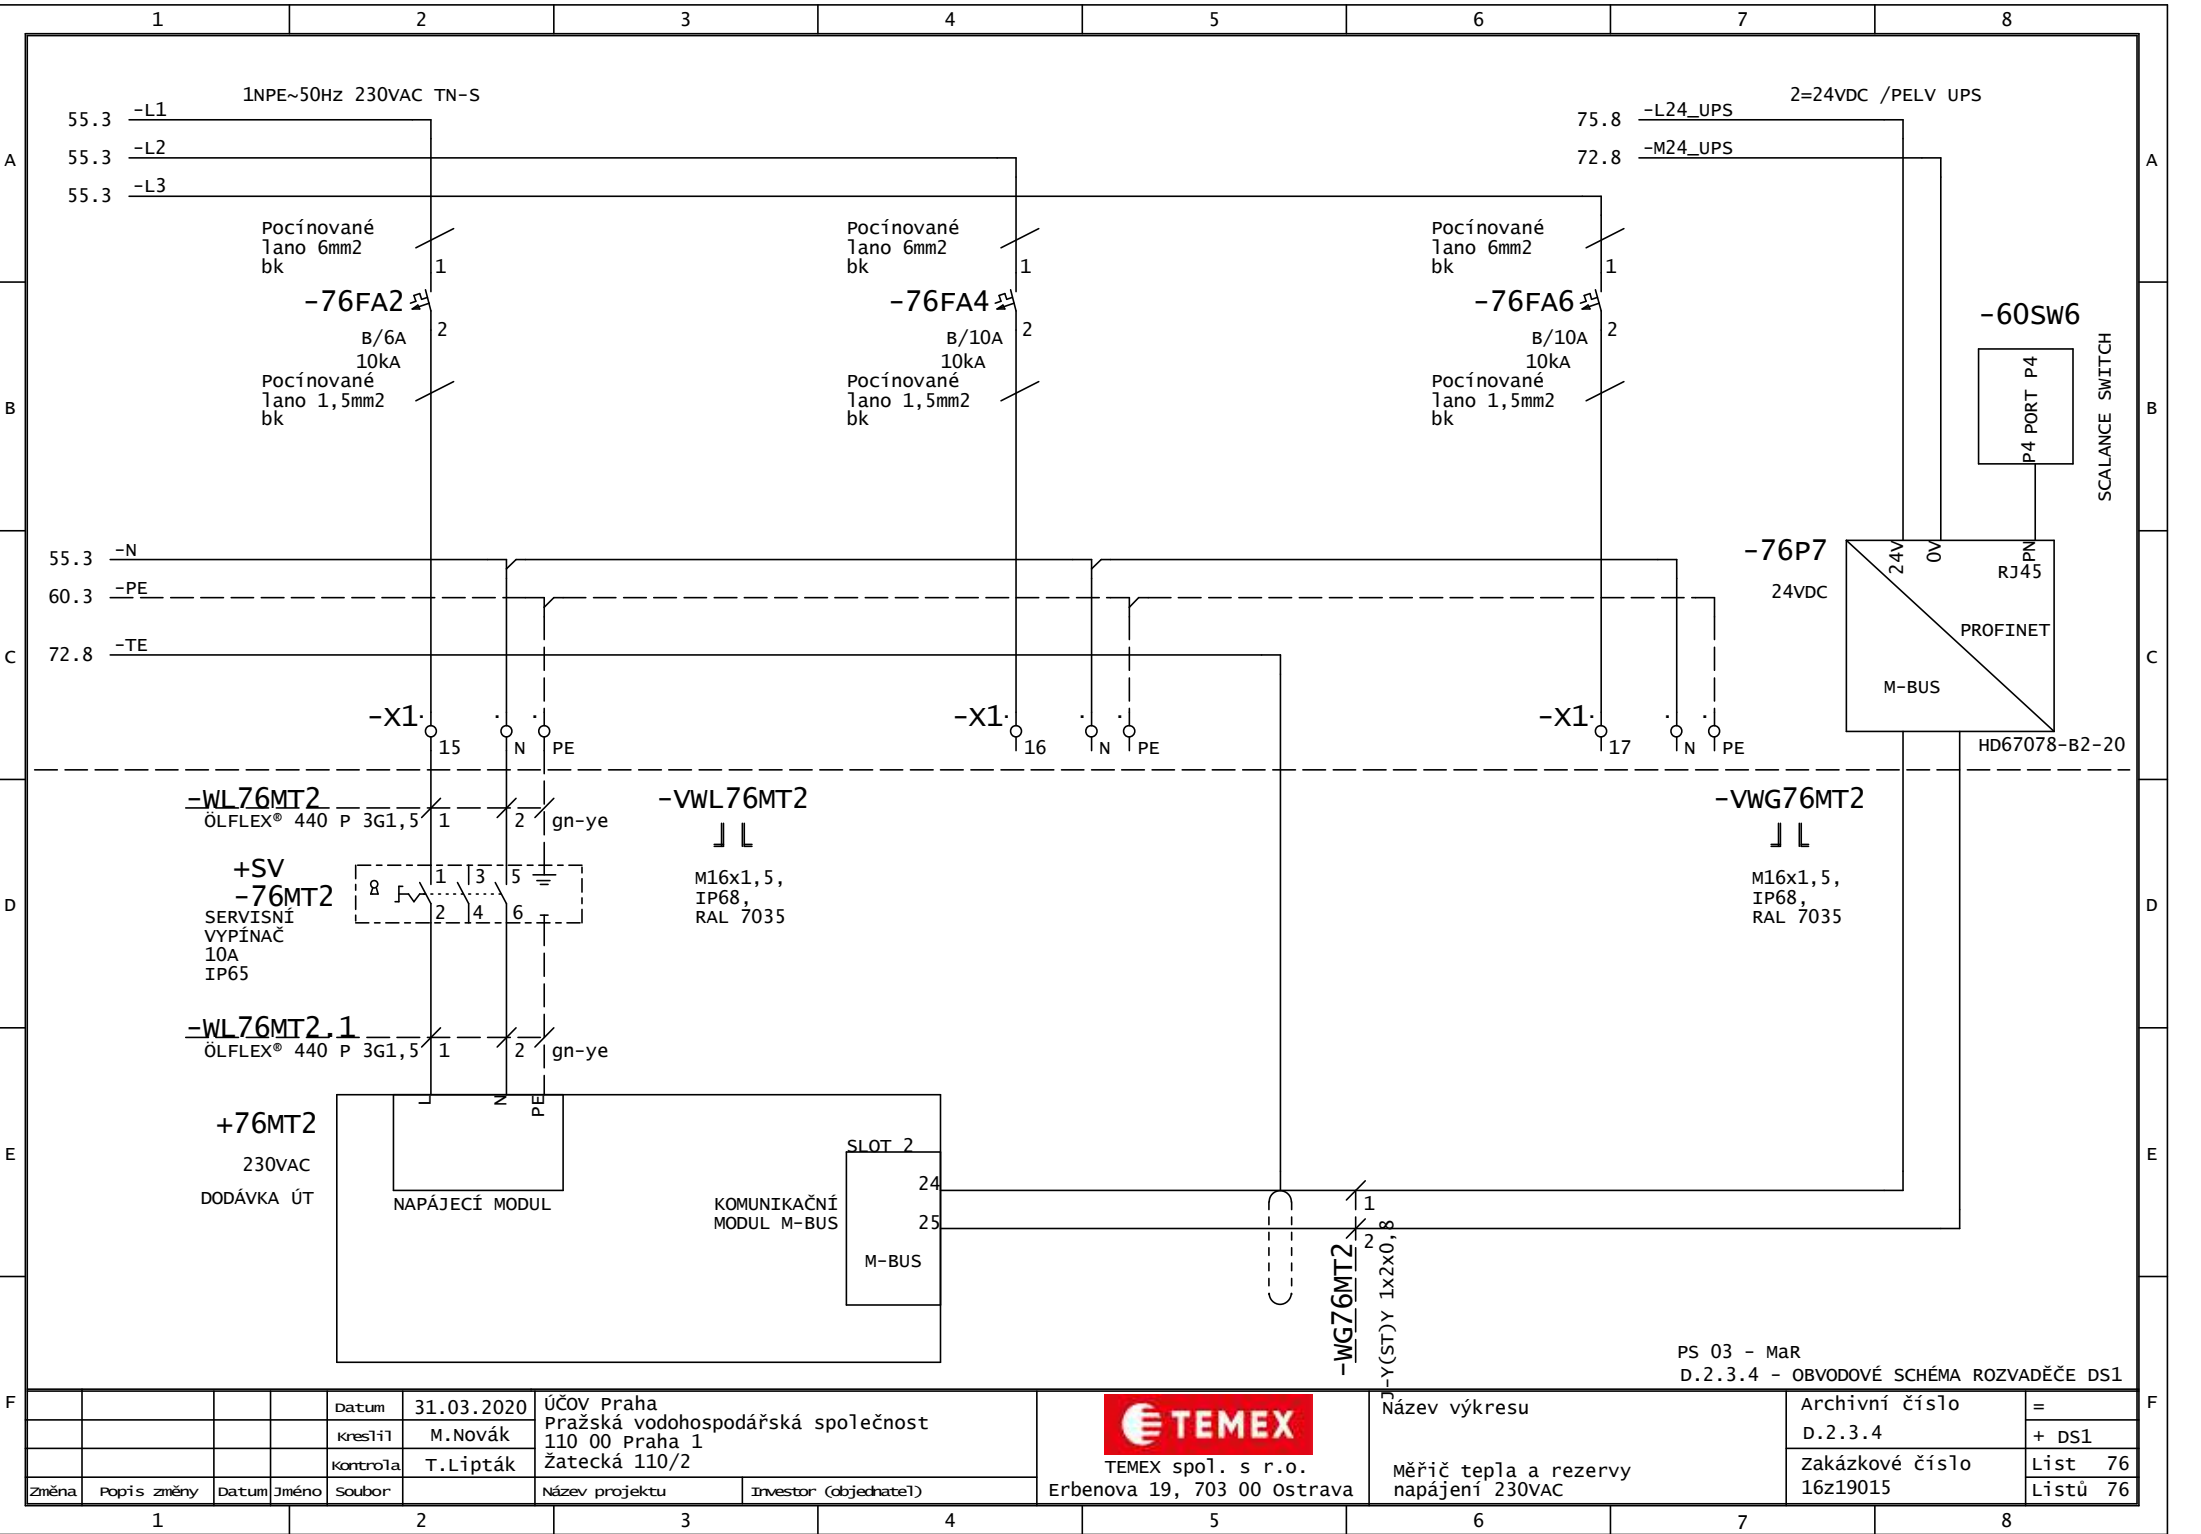 1 2 3 4 5 6 7 8
1NPE~50Hz 230VAC TN-S
2=24VDC /PELV UPS
55.3 -L1
75.8 -L24_UPS
A
55.3 -L2
72.8 -M24_UPS
A
55.3 -L3
Pocínované
lano 6mm2
bk
1
Pocínované
lano 6mm2
bk
1
Pocínované
lano 6mm2
bk
1
-76FA2
2
B/6A
10kA
-76FA4
2
B/10A
10kA
-76FA6
2
B/10A
10kA
-60SW6
P4 PORT P4
SCALANCE SWITCH
Pocínované
lano 1,5mm2
bk
Pocínované
lano 1,5mm2
bk
Pocínované
lano 1,5mm2
bk
B
B
55.3 -N
60.3 -PE
72.8 -TE
C
C
-76P7
24VDC
24V
0V
PN
RJ45
PROFINET
M-BUS
HD67078-B2-20
-X1 15 N PE
-X1 16 N PE
-X1 17 N PE
-WL76MT2
ÖLFLEX® 440 P 3G1,5 1 2 gn-ye
-VWL76MT2
M16x1,5,
IP68,
RAL 7035
-VWG76MT2
M16x1,5,
IP68,
RAL 7035
+SV
-76MT2
SERVISNÍ
VYPÍNAČ
10A
IP65
1 3 5
2 4 6
D
D
-WL76MT2.1
ÖLFLEX® 440 P 3G1,5 1 2 gn-ye
+76MT2
230VAC
DODÁVKA ÚT
L N PE
NAPÁJECÍ MODUL
SLOT 2
24
25
KOMUNIKAČNÍ
MODUL M-BUS
M-BUS
E
E
1
2
-WG76MT2
J-Y(ST)Y 1x2x0,8
PS 03 - MaR
D.2.3.4 - OBVODOVÉ SCHÉMA ROZVADĚČE DS1
F
F
Datum 31.03.2020
Kreslil M.Novák
Kontrola T.Lipták
Změna Popis změny Datum Jméno Soubor
ÚČOV Praha
Pražská vodohospodářská společnost
110 00 Praha 1
Žatecká 110/2
Název projektu
Investor (objednatel)
TEMEX
TEMEX spol. s r.o.
Erbenova 19, 703 00 Ostrava
Název výkresu
Měřič tepla a rezervy
napájení 230VAC
Archivní číslo
D.2.3.4
Zakázkové číslo
16z19015
=
+ DS1
List 76
Listů 76
1 2 3 4 5 6 7 8